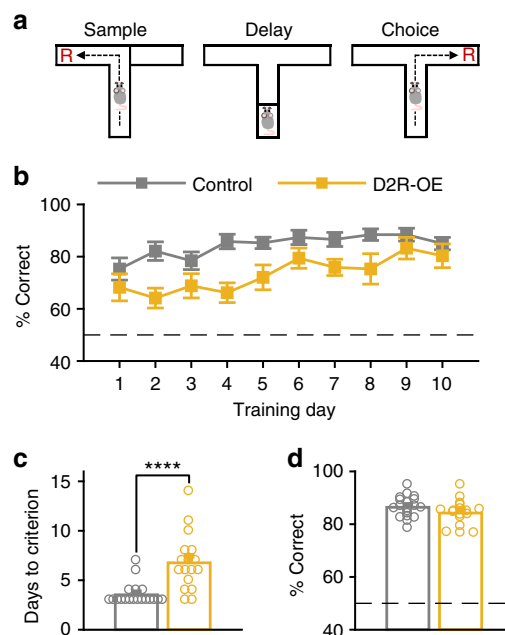 a
Sample Delay Choice
R R
b
Control D2R-OE
100
80
60
40
% Correct
1 2 3 4 5 6 7 8 9 10
Training day
c
****
15
10
5
0
Days to criterion
d
100
80
60
40
% Correct